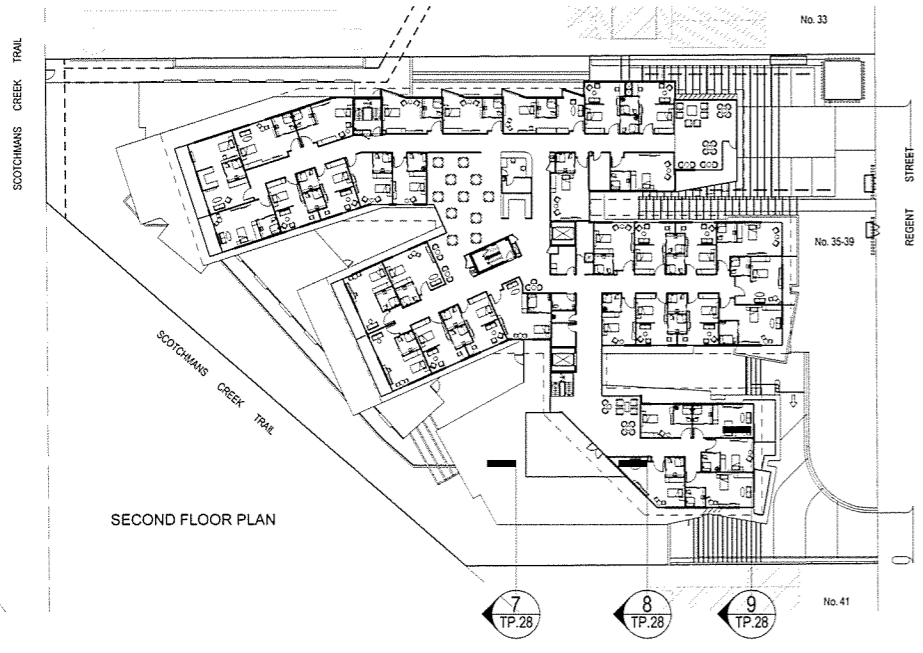 No. 33
SCOTCHMANS CREEK TRAIL
REGENT STREET
No. 35-39
SCOTCHMANS CREEK TRAIL
SECOND FLOOR PLAN
No. 41
7
TP.28
8
TP.28
9
TP.28